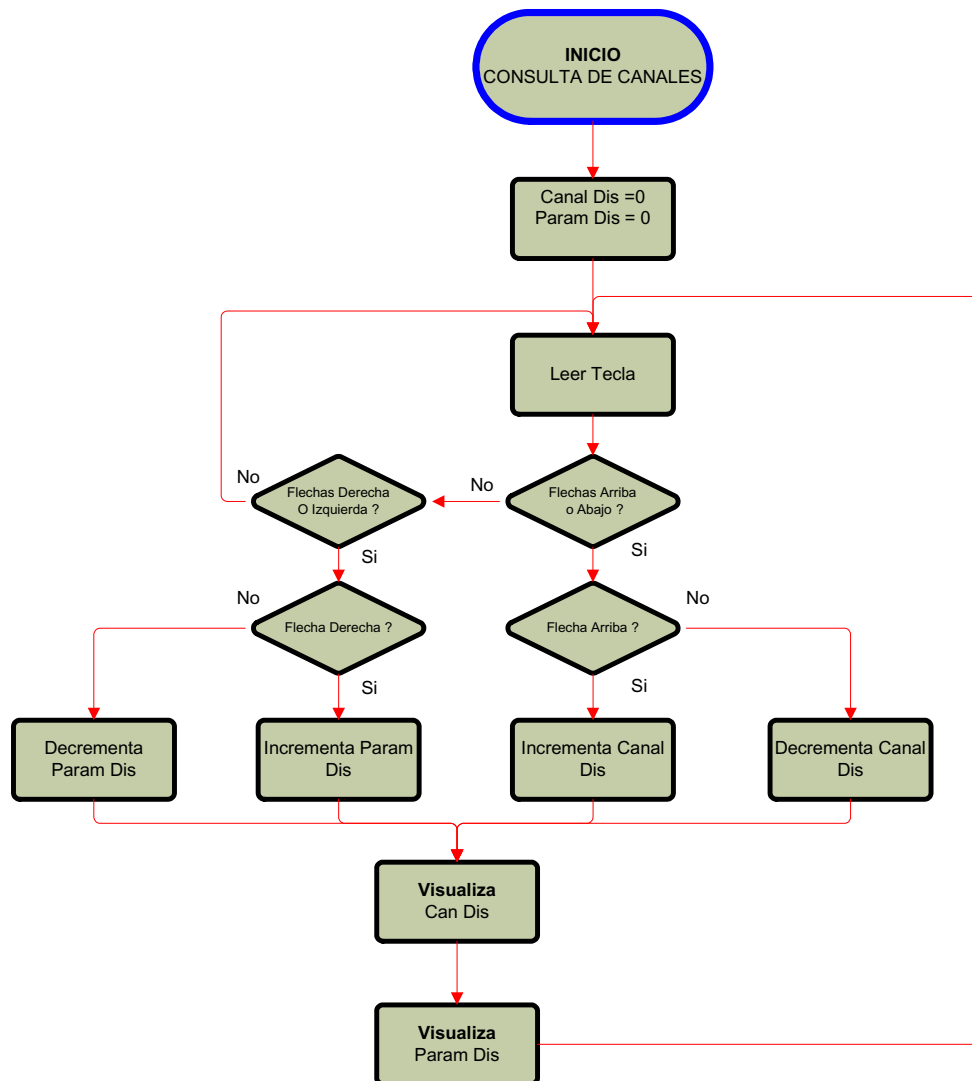 INICIO
CONSULTA DE CANALES
Canal Dis =0
Param Dis = 0
Leer Tecla
No
Flechas Derecha
O Izquierda ?
No
Flechas Arriba
o Abajo ?
Si
Si
No
Flecha Derecha ?
Flecha Arriba ?
No
Si
Si
Decrementa
Param Dis
Incrementa Param
Dis
Incrementa Canal
Dis
Decrementa Canal
Dis
Visualiza
Can Dis
Visualiza
Param Dis